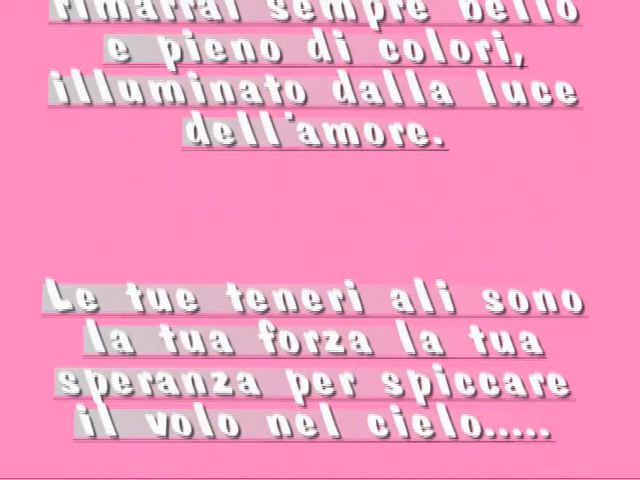 rimarrai sempre bello
e pieno di colori,
illuminato dalla luce
dell'amore.
Le tue teneri ali sono
la tua forza la tua
speranza per spiccare
il volo nel cielo.....